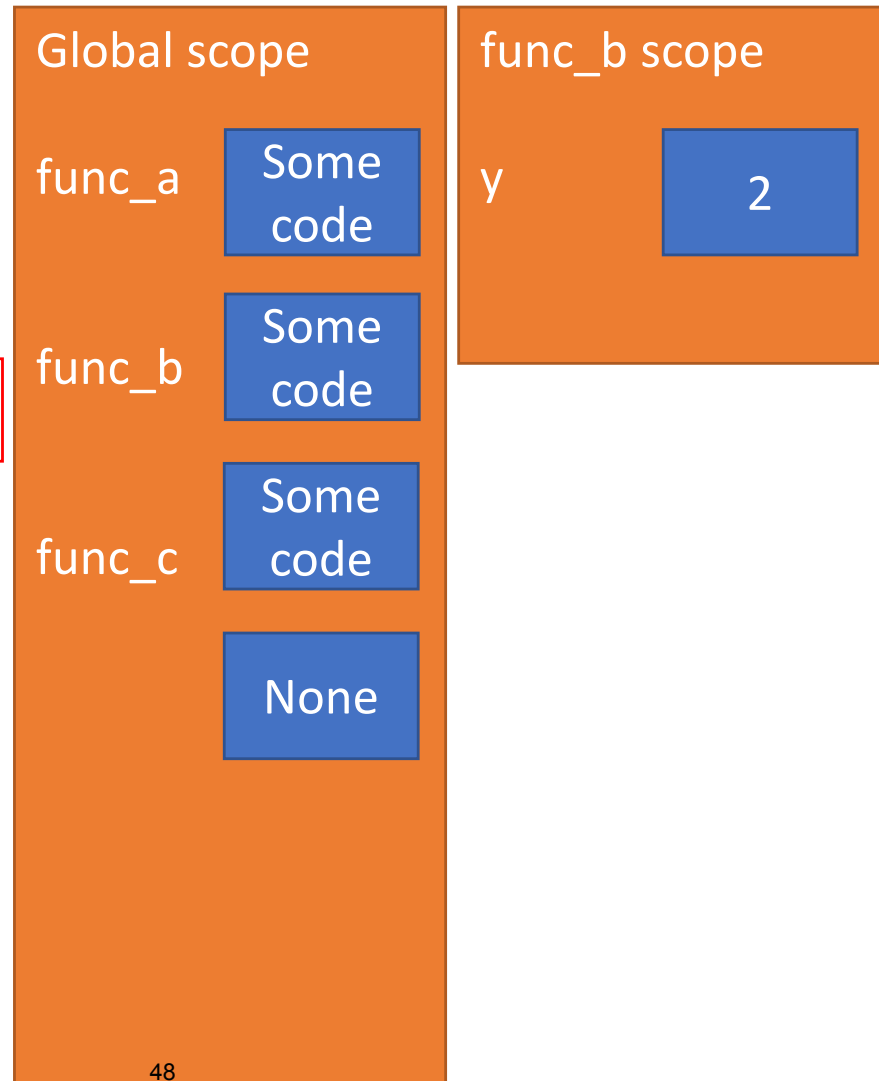 Global scope
func_a
Some
code
func_b
Some
code
func_c
Some
code
None
48
func_b scope
y
2